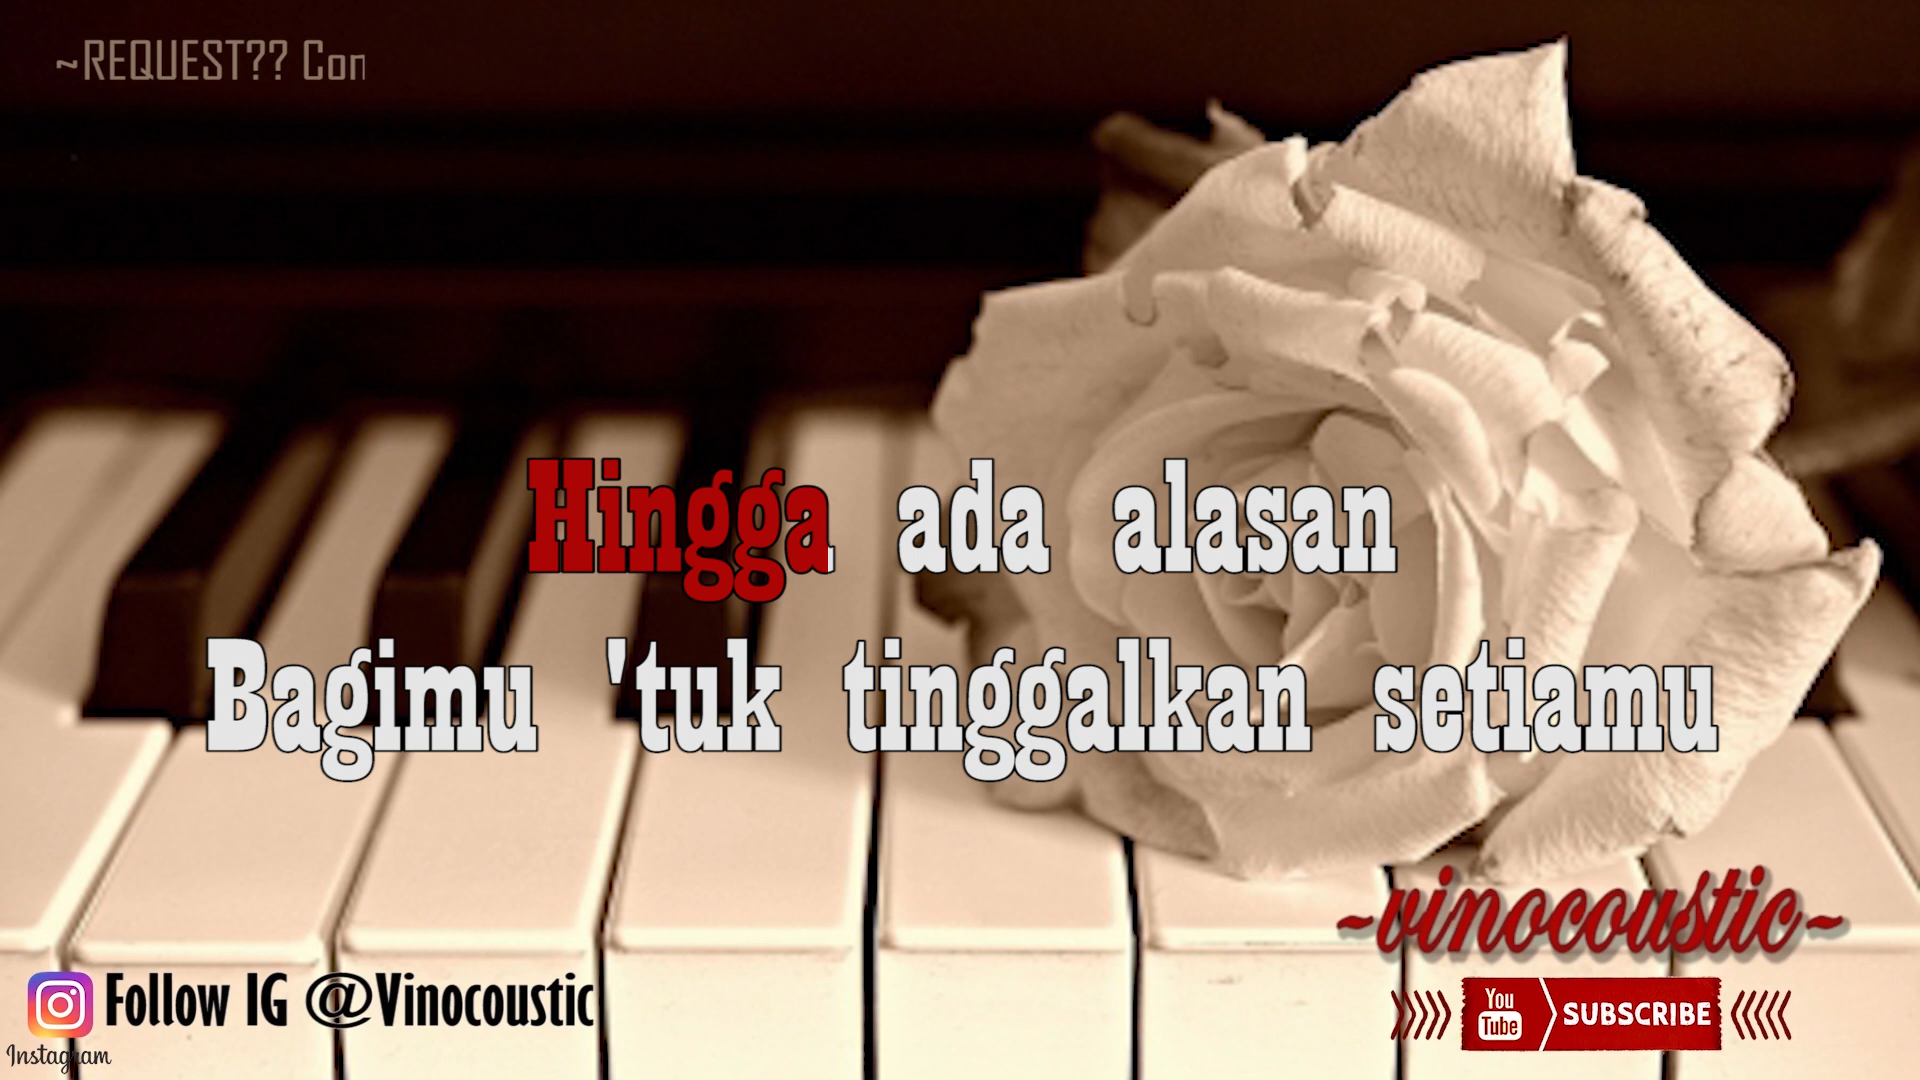 ~REQUEST?? Con
Hingga ada alasan
Bagimu 'tuk tinggalkan setiamu
~vinocoustic~
Follow IG @Vinocoustic
Instagram
You Tube SUBSCRIBE